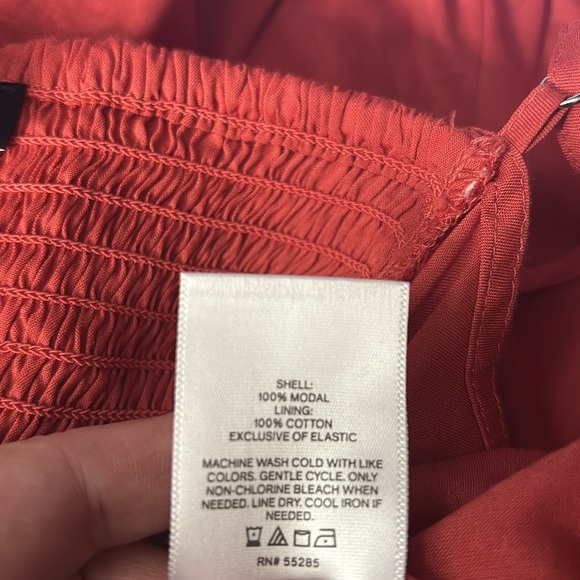 SHELL:
100% MODAL
LINING:
100% COTTON
EXCLUSIVE OF ELASTIC
MACHINE WASH COLD WITH LIKE
COLORS. GENTLE CYCLE. ONLY
NON-CHLORINE BLEACH WHEN
NEEDED. LINE DRY. COOL IRON IF
NEEDED.
RN# 55285